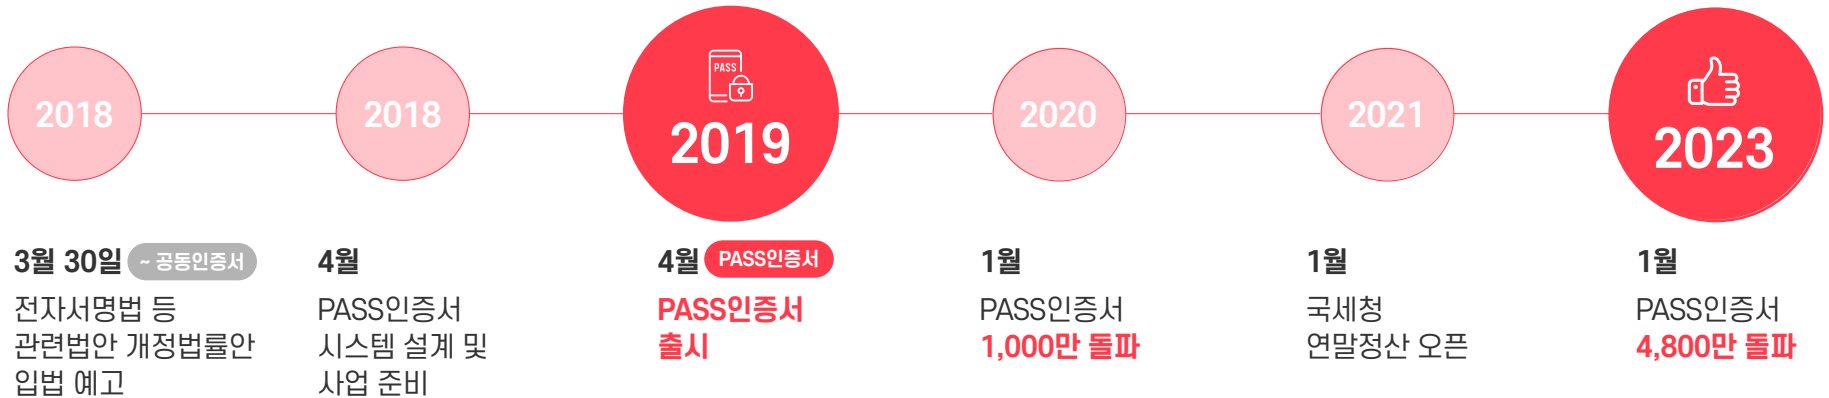 2018
3월 30일 ~ 공동인증서
전자서명법 등
관련법안 개정법률안
입법 예고
2018
4월
PASS인증서
시스템 설계 및
사업 준비
PASS
2019
4월 PASS인증서
PASS인증서
출시
2020
1월
PASS인증서
1,000만 돌파
2021
1월
국세청
연말정산 오픈
2023
1월
PASS인증서
4,800만 돌파